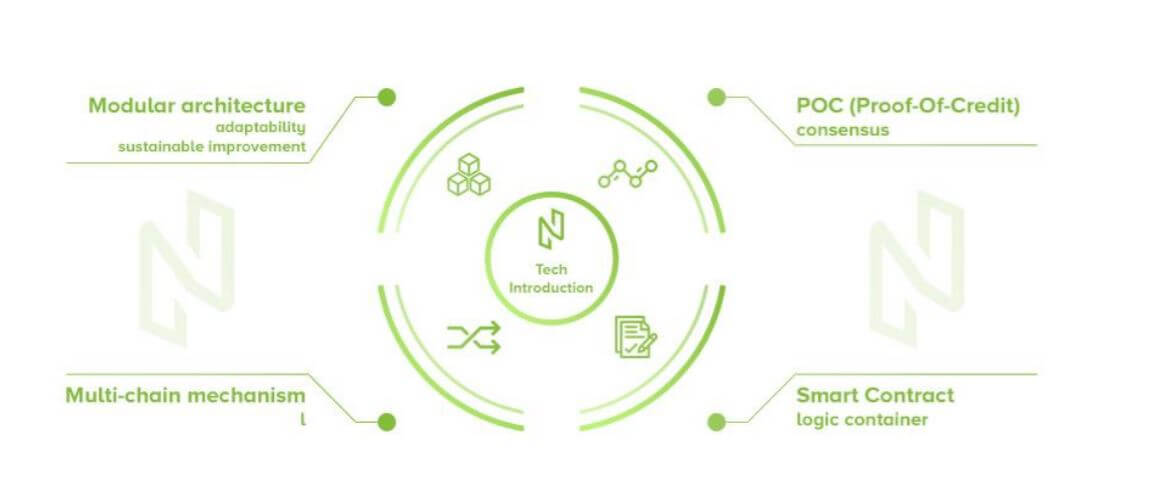 Modular architecture
adaptability
sustainable improvement
POC (Proof-Of-Credit)
consensus
Tech
Introduction
Multi-chain mechanism
l
Smart Contract
logic container